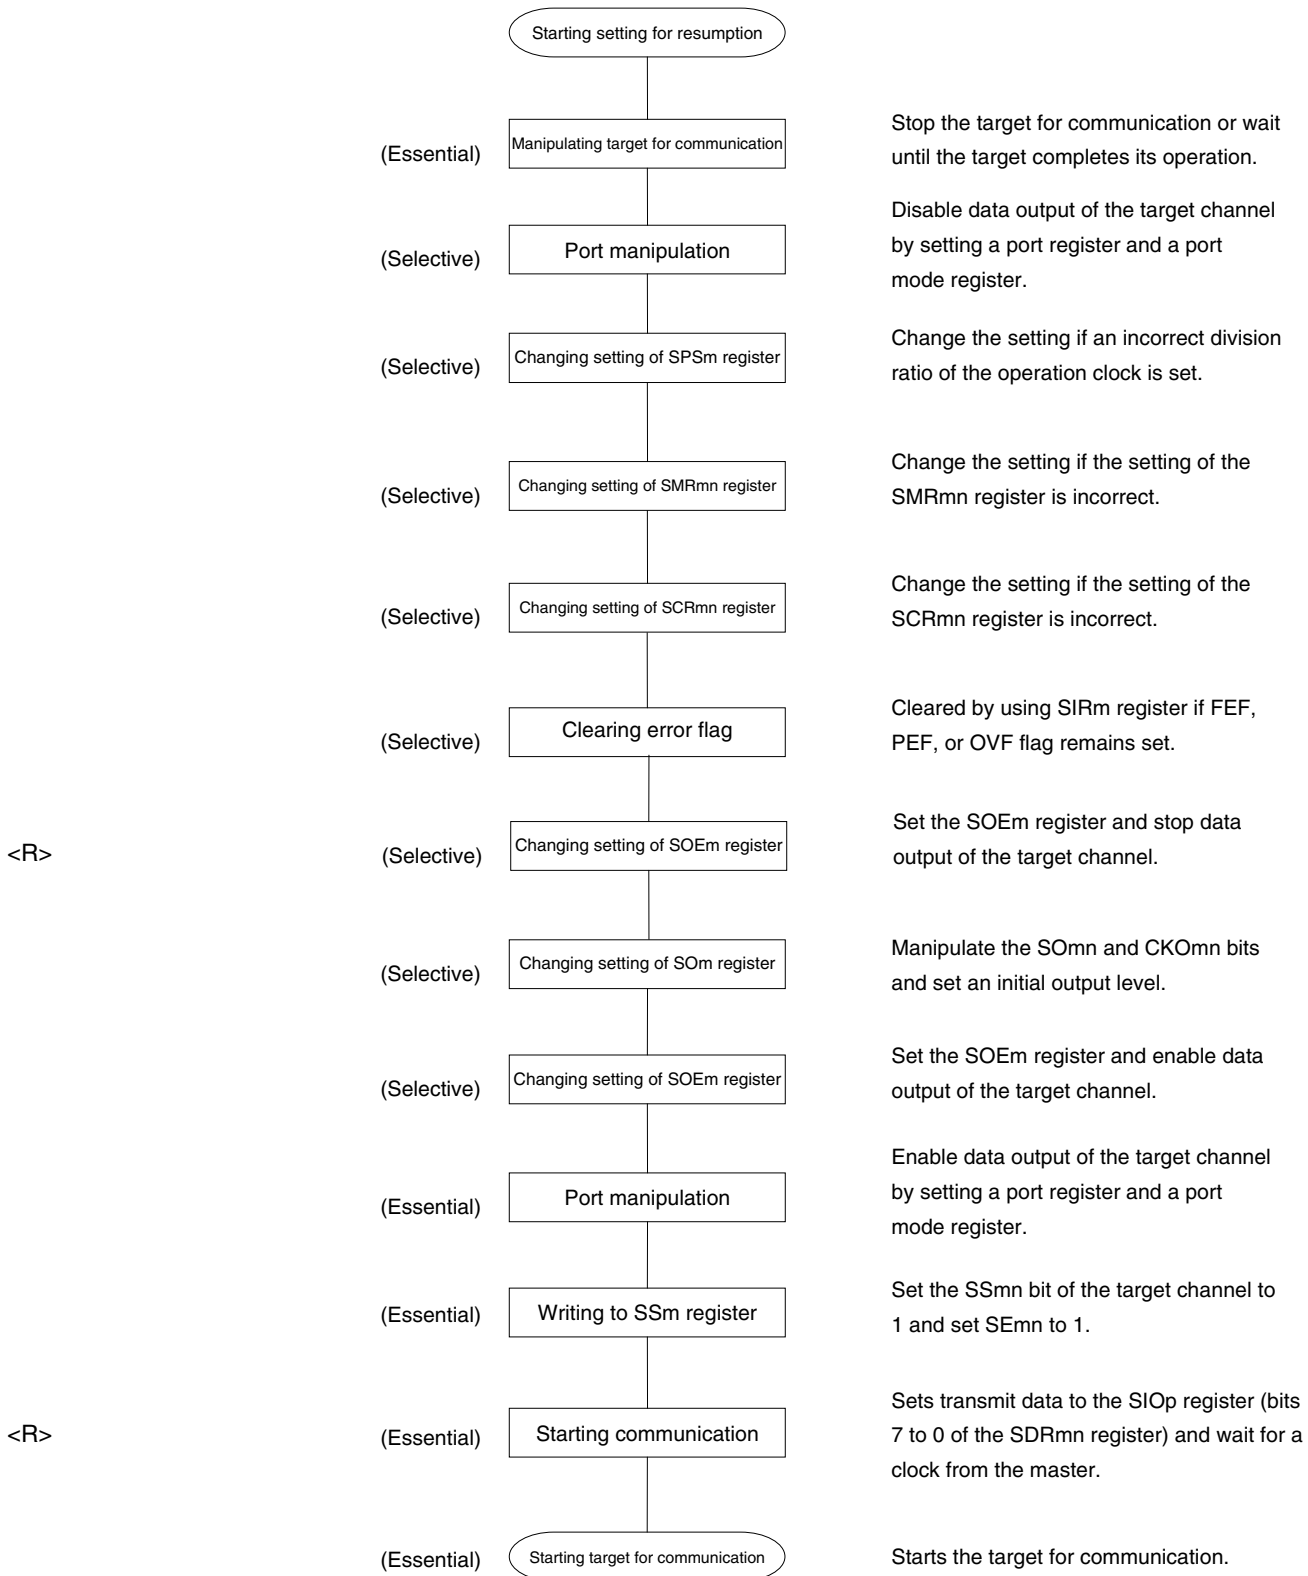 Starting setting for resumption
(Essential)
Manipulating target for communication
Stop the target for communication or wait
until the target completes its operation.
(Selective)
Port manipulation
Disable data output of the target channel
by setting a port register and a port
mode register.
(Selective)
Changing setting of SPSm register
Change the setting if an incorrect division
ratio of the operation clock is set.
(Selective)
Changing setting of SMRmn register
Change the setting if the setting of the
SMRmn register is incorrect.
(Selective)
Changing setting of SCRmn register
Change the setting if the setting of the
SCRmn register is incorrect.
(Selective)
Clearing error flag
Cleared by using SIRm register if FEF,
PEF, or OVF flag remains set.
<R>
(Selective)
Changing setting of SOEm register
Set the SOEm register and stop data
output of the target channel.
(Selective)
Changing setting of SOm register
Manipulate the SOmn and CKOmn bits
and set an initial output level.
(Selective)
Changing setting of SOEm register
Set the SOEm register and enable data
output of the target channel.
(Essential)
Port manipulation
Enable data output of the target channel
by setting a port register and a port
mode register.
(Essential)
Writing to SSm register
Set the SSmn bit of the target channel to
1 and set SEmn to 1.
<R>
(Essential)
Starting communication
Sets transmit data to the SIOp register (bits
7 to 0 of the SDRmn register) and wait for a
clock from the master.
(Essential)
Starting target for communication
Starts the target for communication.